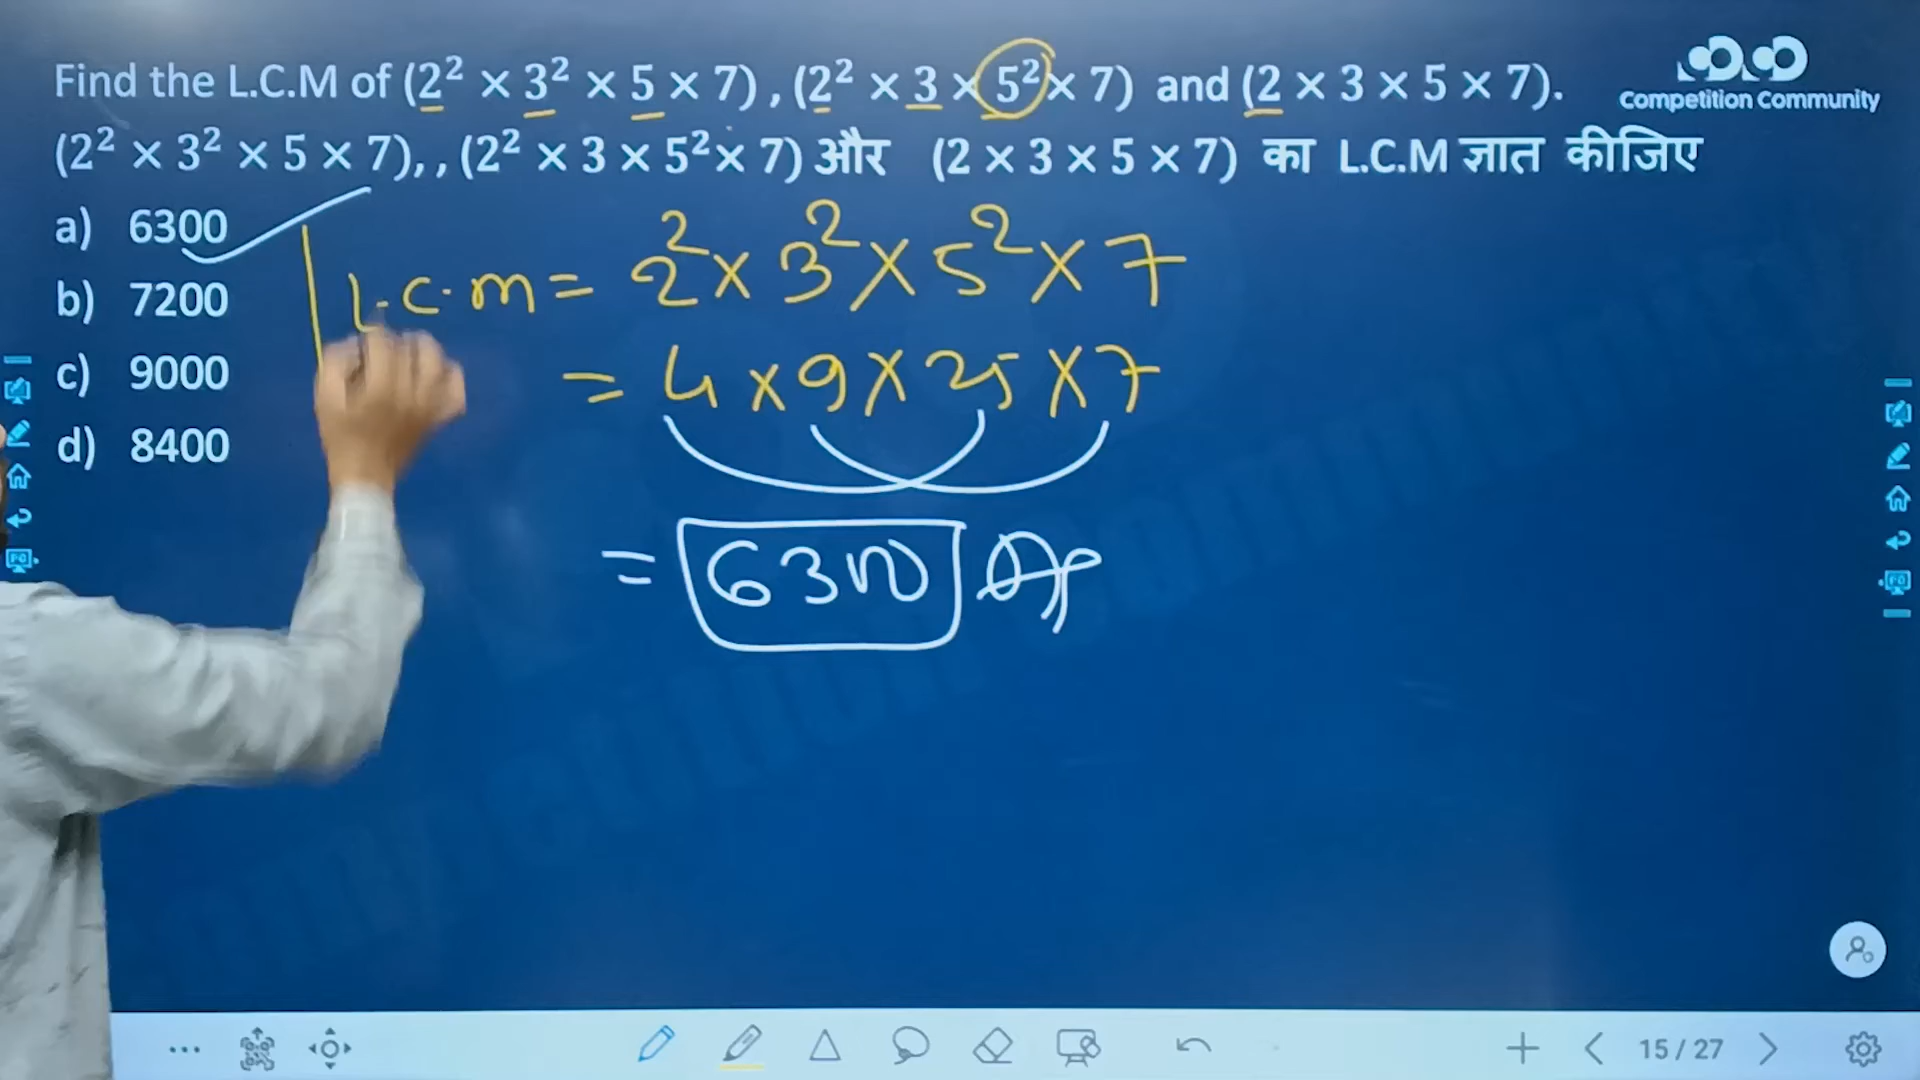 Find the L.C.M of (2² × 3² × 5 × 7) , (2² × 3 × 5² × 7) and (2 × 3 × 5 × 7).
Competition Community
(2² × 3² × 5 × 7), , (2² × 3 × 5²× 7) और (2 × 3 × 5 × 7) का L.C.M ज्ञात कीजिए
a) 6300
b) 7200
c) 9000
d) 8400
L.C.M = 2² × 3² × 5² × 7
= 4 × 9 × 25 × 7
= 6300
15 / 27